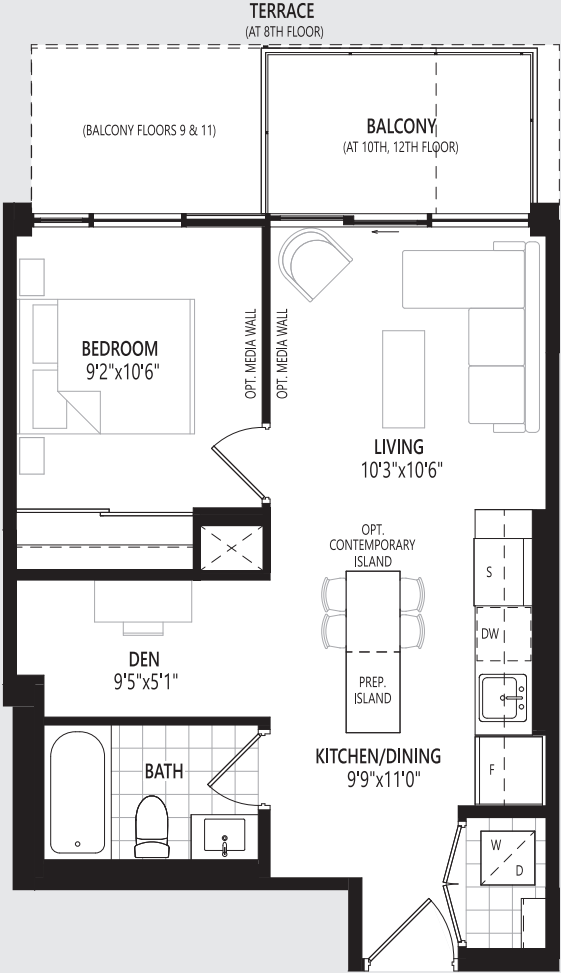 TERRACE
(AT 8TH FLOOR)
(BALCONY FLOORS 9 & 11)
BALCONY
(AT 10TH, 12TH FLOOR)
BEDROOM
9'2"x10'6"
OPT. MEDIA WALL
OPT. MEDIA WALL
LIVING
10'3"x10'6"
OPT.
CONTEMPORARY
ISLAND
S
DW
DEN
9'5"x5'1"
PREP.
ISLAND
KITCHEN/DINING
9'9"x11'0"
F
BATH
W
D